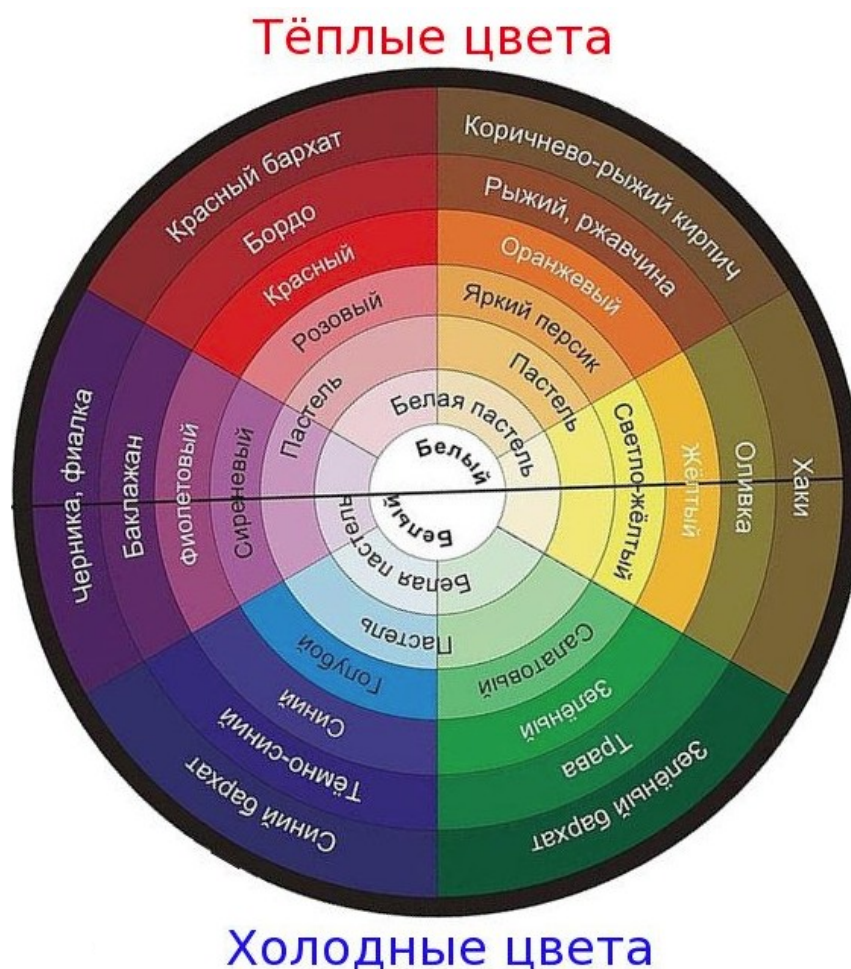 Тёплые цвета
Красный бархат
Бордо
Красный
Розовый
Пастель
Коричнево-рыжий кирпич
Рыжий, ржавчина
Оранжевый
Яркий персик
Пастель
Белая пастель
Белый
Черника, фиалка
Баклажан
Фиолетовый
Сиреневый
Светло-жёлтый
Жёлтый
Оливка
Хаки
Белый
Белая пастель
Пастель
Голубой
Синий
Тёмно-синий
Синий бархат
Салатовый
Зелёный
Трава
Зелёный бархат
Холодные цвета